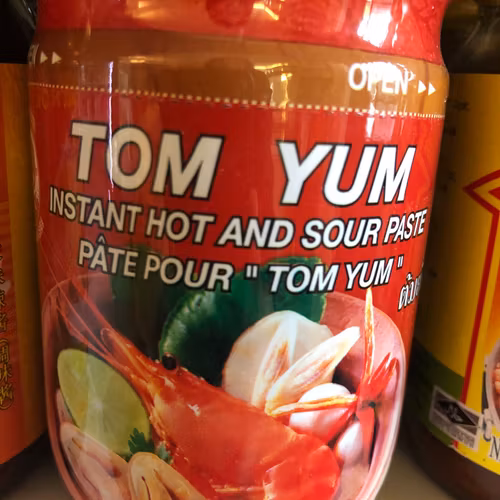 OPEN
TOM YUM
INSTANT HOT AND SOUR PASTE
PÂTE POUR " TOM YUM "